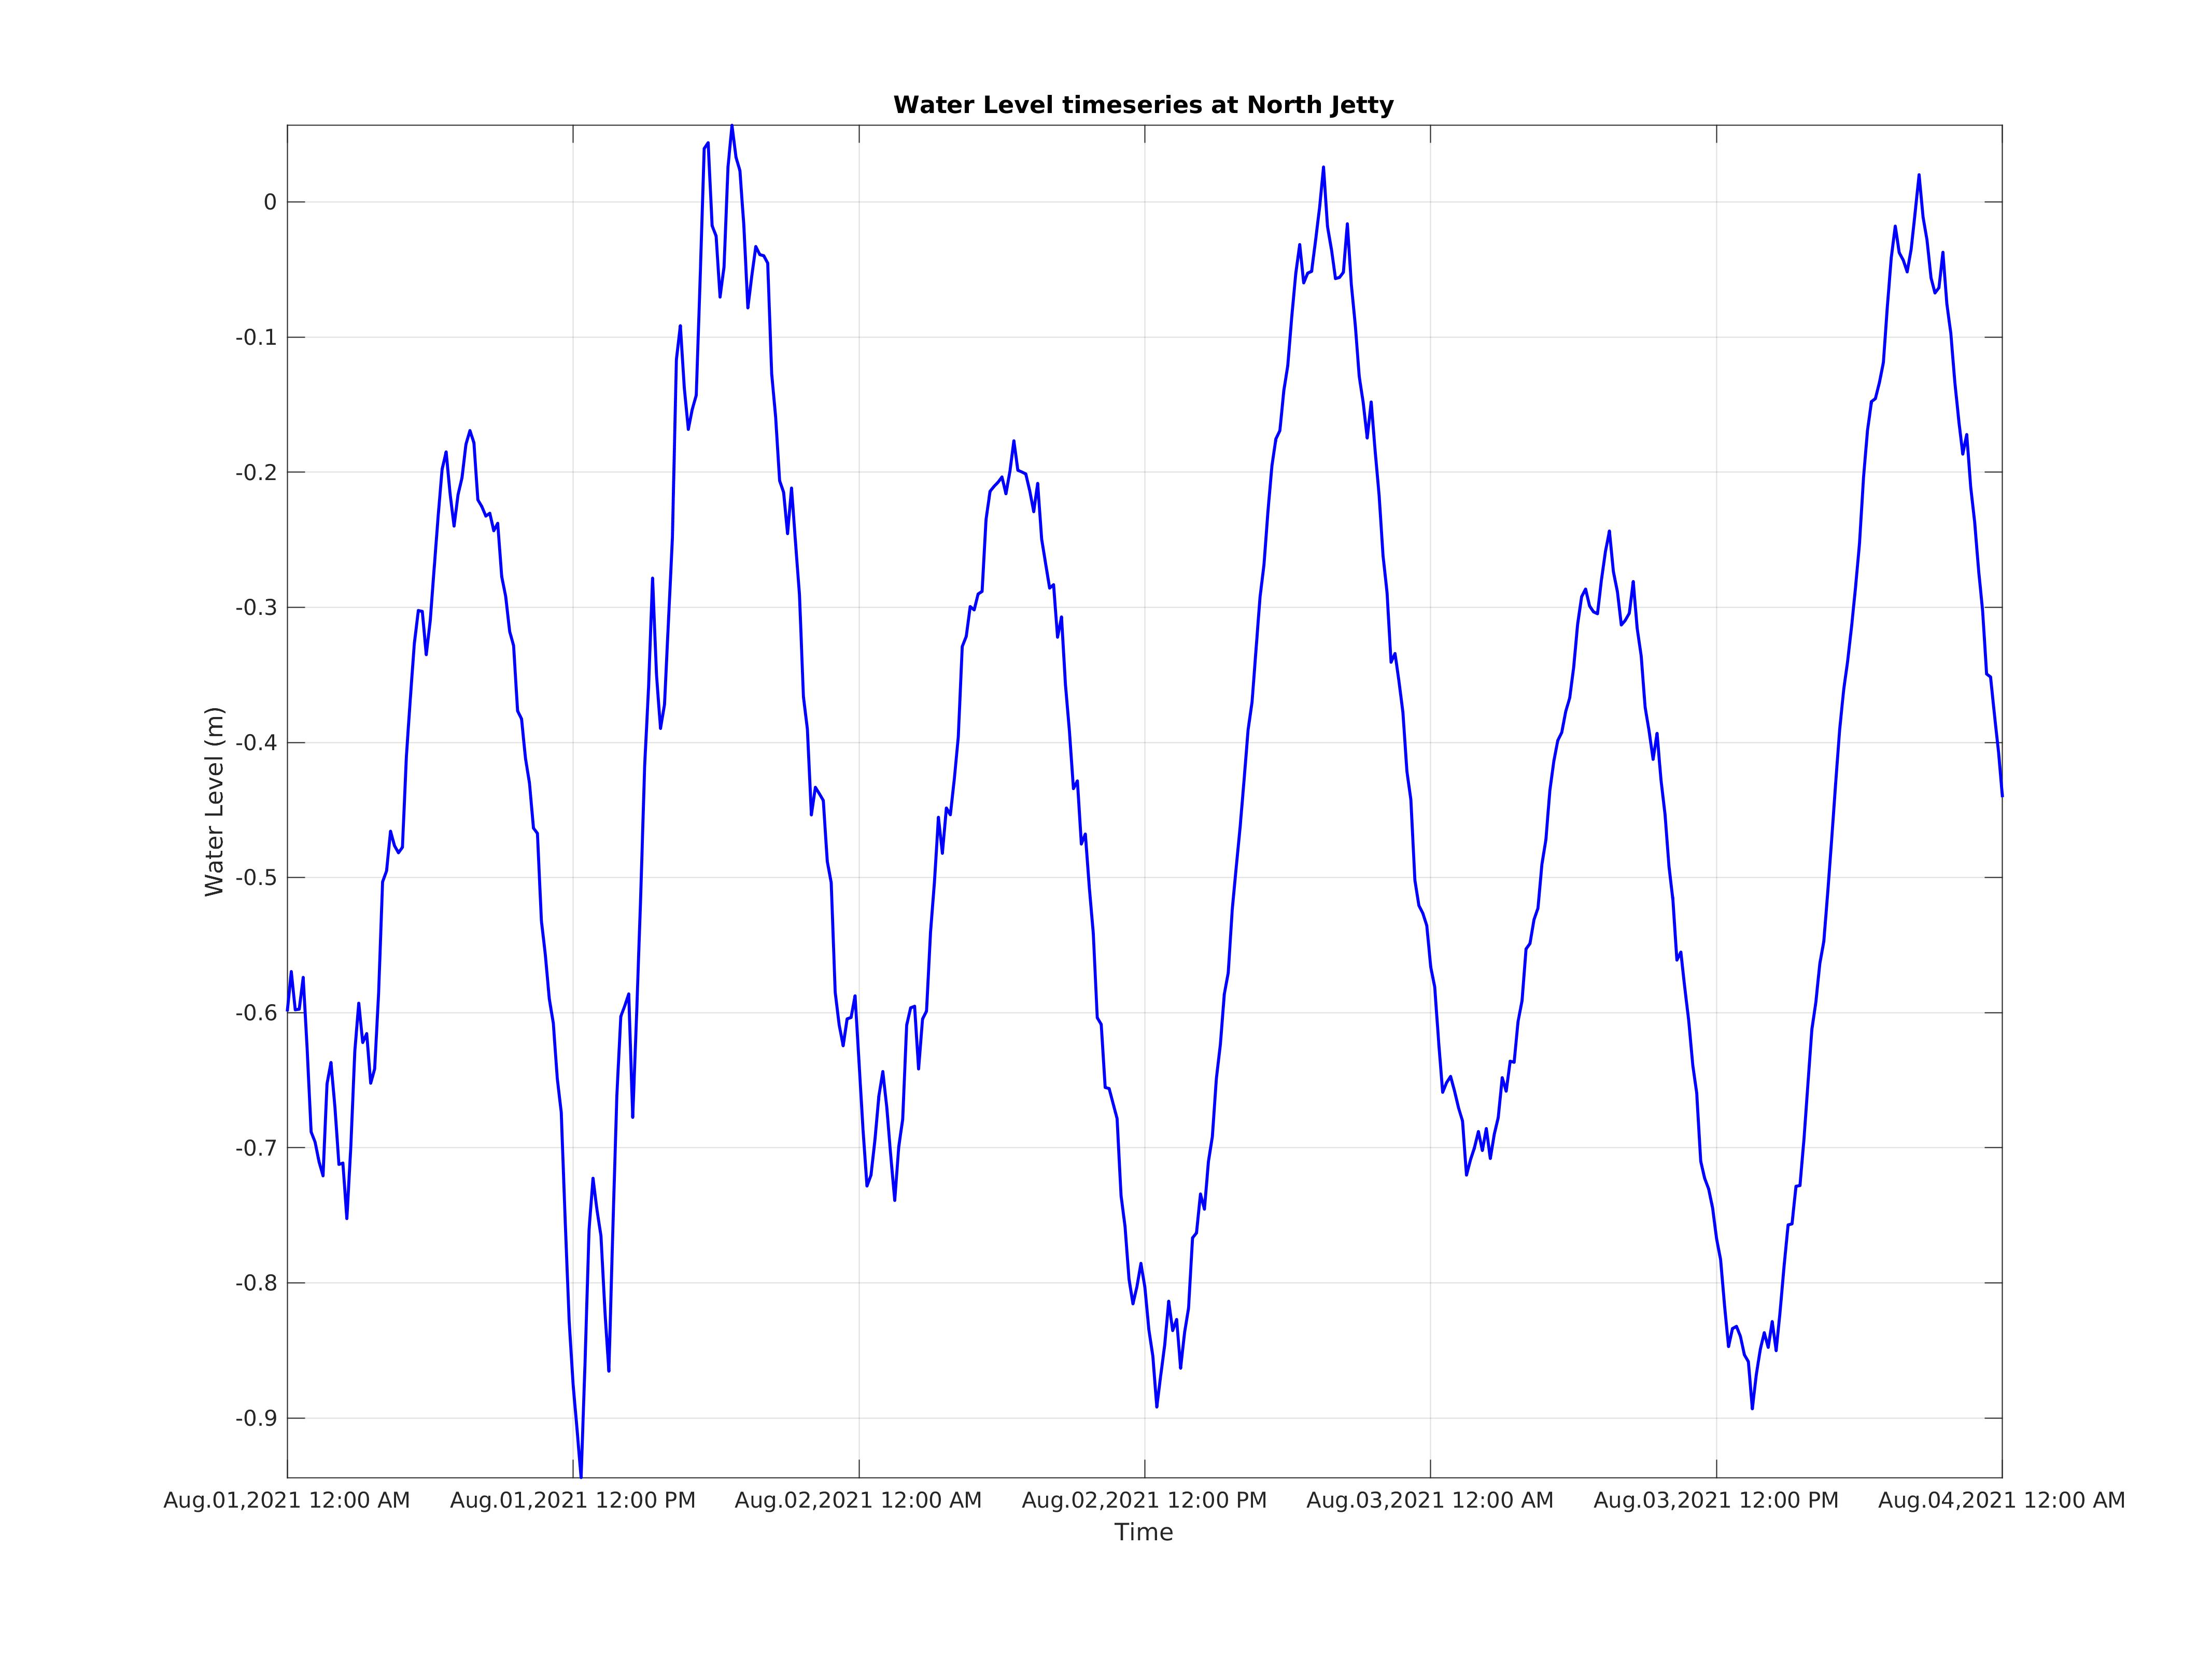 Water Level timeseries at North Jetty
0
-0.1
-0.2
-0.3
-0.4
-0.5
-0.6
-0.7
-0.8
-0.9
Water Level (m)
Aug.01,2021 12:00 AM Aug.01,2021 12:00 PM Aug.02,2021 12:00 AM Aug.02,2021 12:00 PM Aug.03,2021 12:00 AM Aug.03,2021 12:00 PM Aug.04,2021 12:00 AM
Time